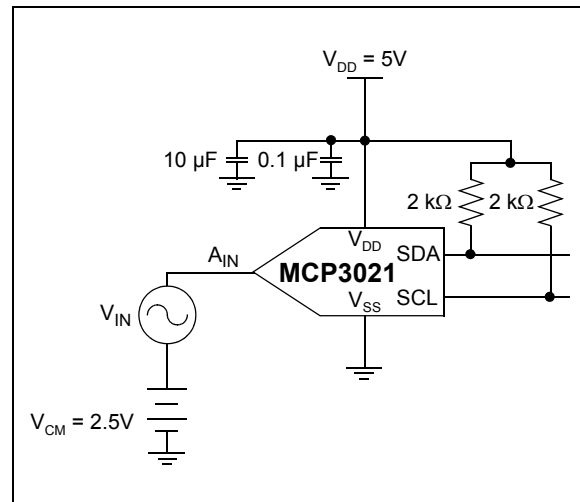 V_DD = 5V
10 µF 0.1 µF
2 kΩ 2 kΩ
V_DD
SDA
A_IN
MCP3021
SCL
V_SS
V_IN
V_CM = 2.5V